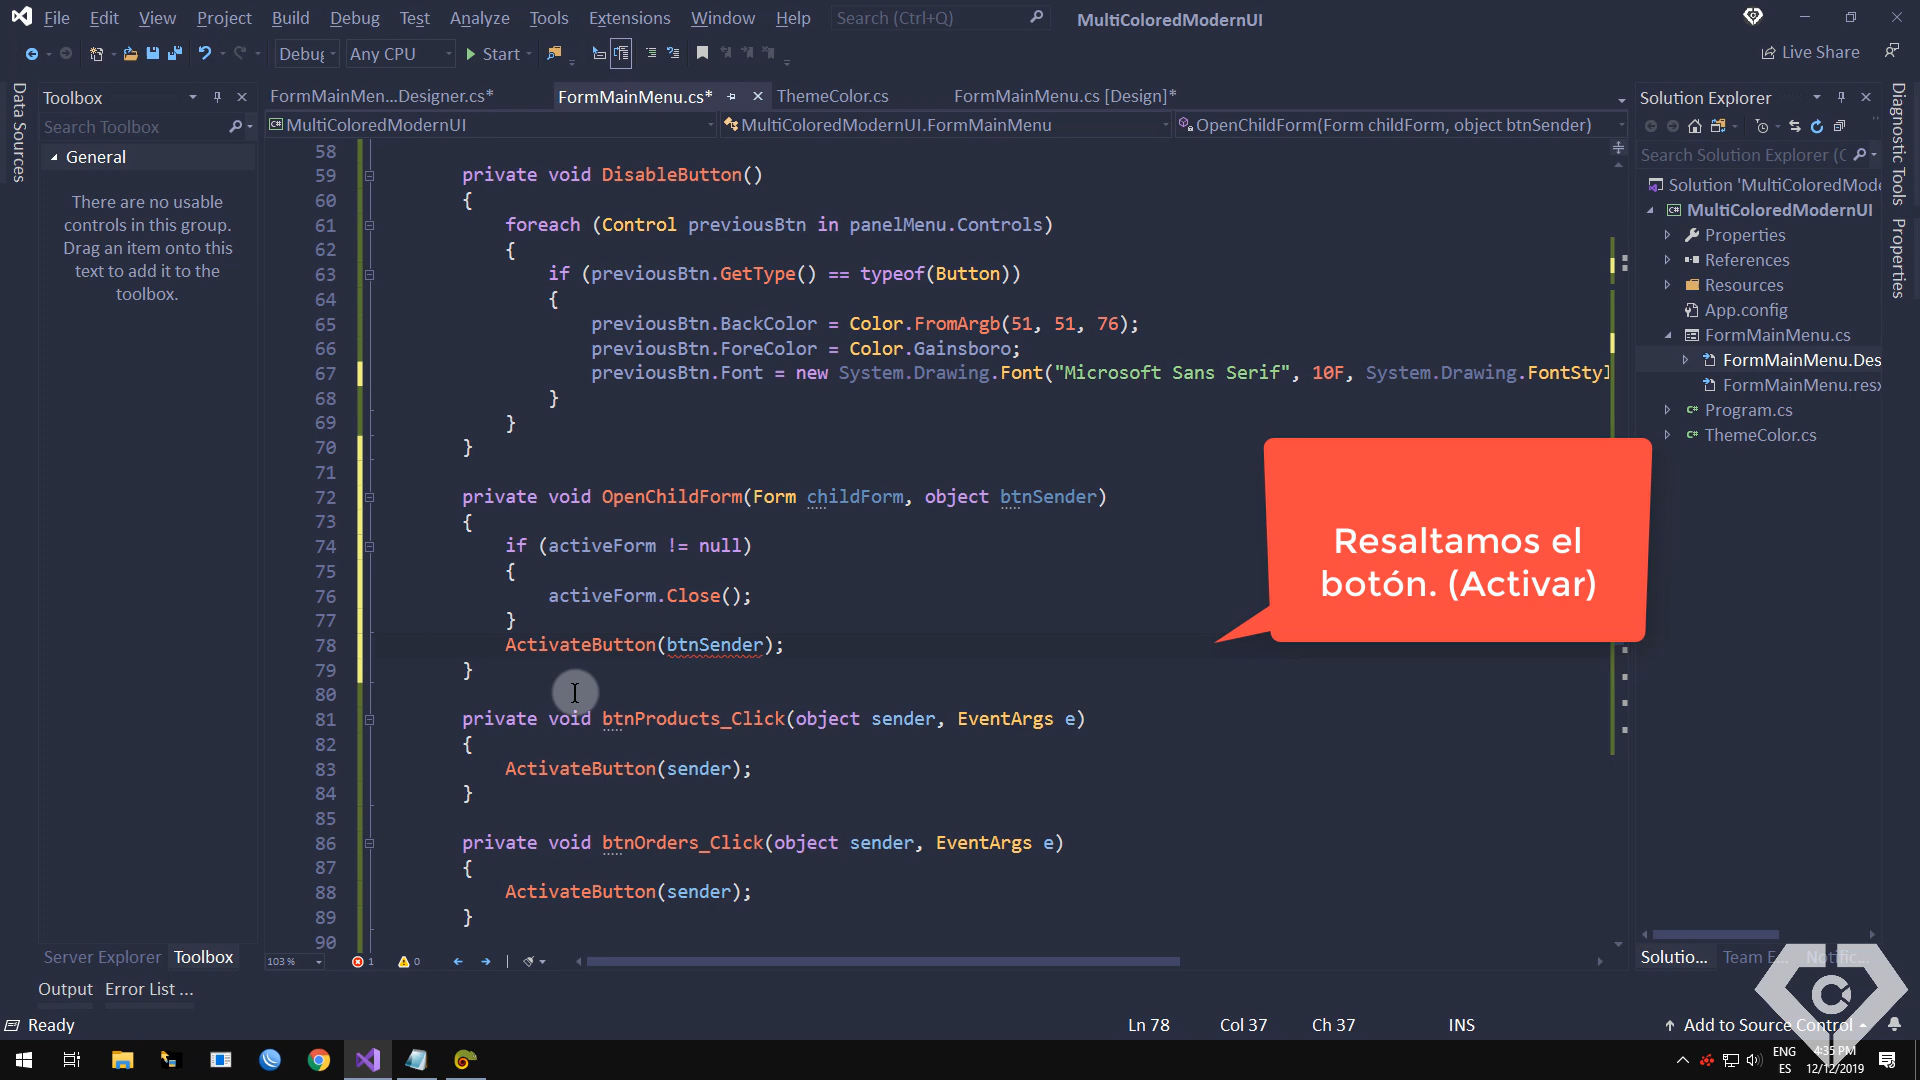 File Edit View Project Build Debug Test Analyze Tools Extensions Window Help Search (Ctrl+Q) MultiColoredModernUI
Debug Any CPU Start Live Share
Data Sources
Toolbox
Search Toolbox
General
There are no usable
controls in this group.
Drag an item onto this
text to add it to the
toolbox.
Server Explorer Toolbox
FormMainMen...Designer.cs* FormMainMenu.cs* ThemeColor.cs FormMainMenu.cs [Design]*
MultiColoredModernUI MultiColoredModernUI.FormMainMenu OpenChildForm(Form childForm, object btnSender)
58
59 private void DisableButton()
60 {
61 foreach (Control previousBtn in panelMenu.Controls)
62 {
63 if (previousBtn.GetType() == typeof(Button))
64 {
65 previousBtn.BackColor = Color.FromArgb(51, 51, 76);
66 previousBtn.ForeColor = Color.Gainsboro;
67 previousBtn.Font = new System.Drawing.Font("Microsoft Sans Serif", 10F, System.Drawing.FontStyl
68 }
69 }
70 }
71
72 private void OpenChildForm(Form childForm, object btnSender)
73 {
74 if (activeForm != null)
75 {
76 activeForm.Close();
77 }
78 ActivateButton(btnSender);
79 }
80
81 private void btnProducts_Click(object sender, EventArgs e)
82 {
83 ActivateButton(sender);
84 }
85
86 private void btnOrders_Click(object sender, EventArgs e)
87 {
88 ActivateButton(sender);
89 }
90
Resaltamos el
botón. (Activar)
103 % 1 0
Solution Explorer
Search Solution Explorer (C
Solution 'MultiColoredMode
MultiColoredModernUI
Properties
References
Resources
App.config
FormMainMenu.cs
FormMainMenu.Des
FormMainMenu.resx
Program.cs
ThemeColor.cs
Solutio... Team E... Notific...
Diagnostic Tools
Properties
Output Error List ...
Ready Ln 78 Col 37 Ch 37 INS Add to Source Control
ENG
ES
4:35 PM
12/12/2019